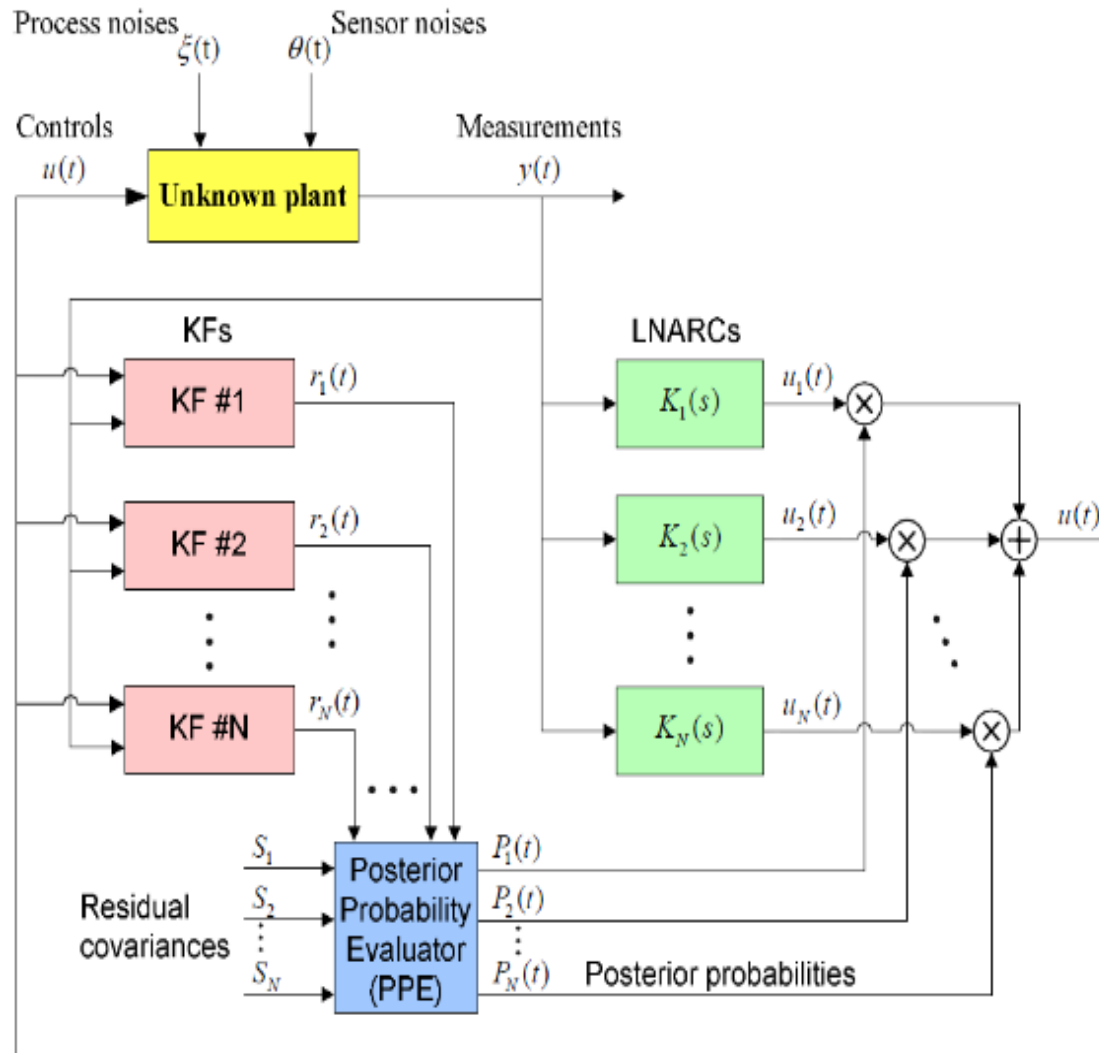 Process noises
Sensor noises
ξ(t)
θ(t)
Controls
u(t)
Measurements
y(t)
Unknown plant
KFs
LNARCs
KF #1
r₁(t)
K₁(s)
u₁(t)
KF #2
r₂(t)
K₂(s)
u₂(t)
u(t)
KF #N
r_N(t)
K_N(s)
u_N(t)
Residual
covariances
S₁
S₂
S_N
Posterior
Probability
Evaluator
(PPE)
P₁(t)
P₂(t)
P_N(t)
Posterior probabilities